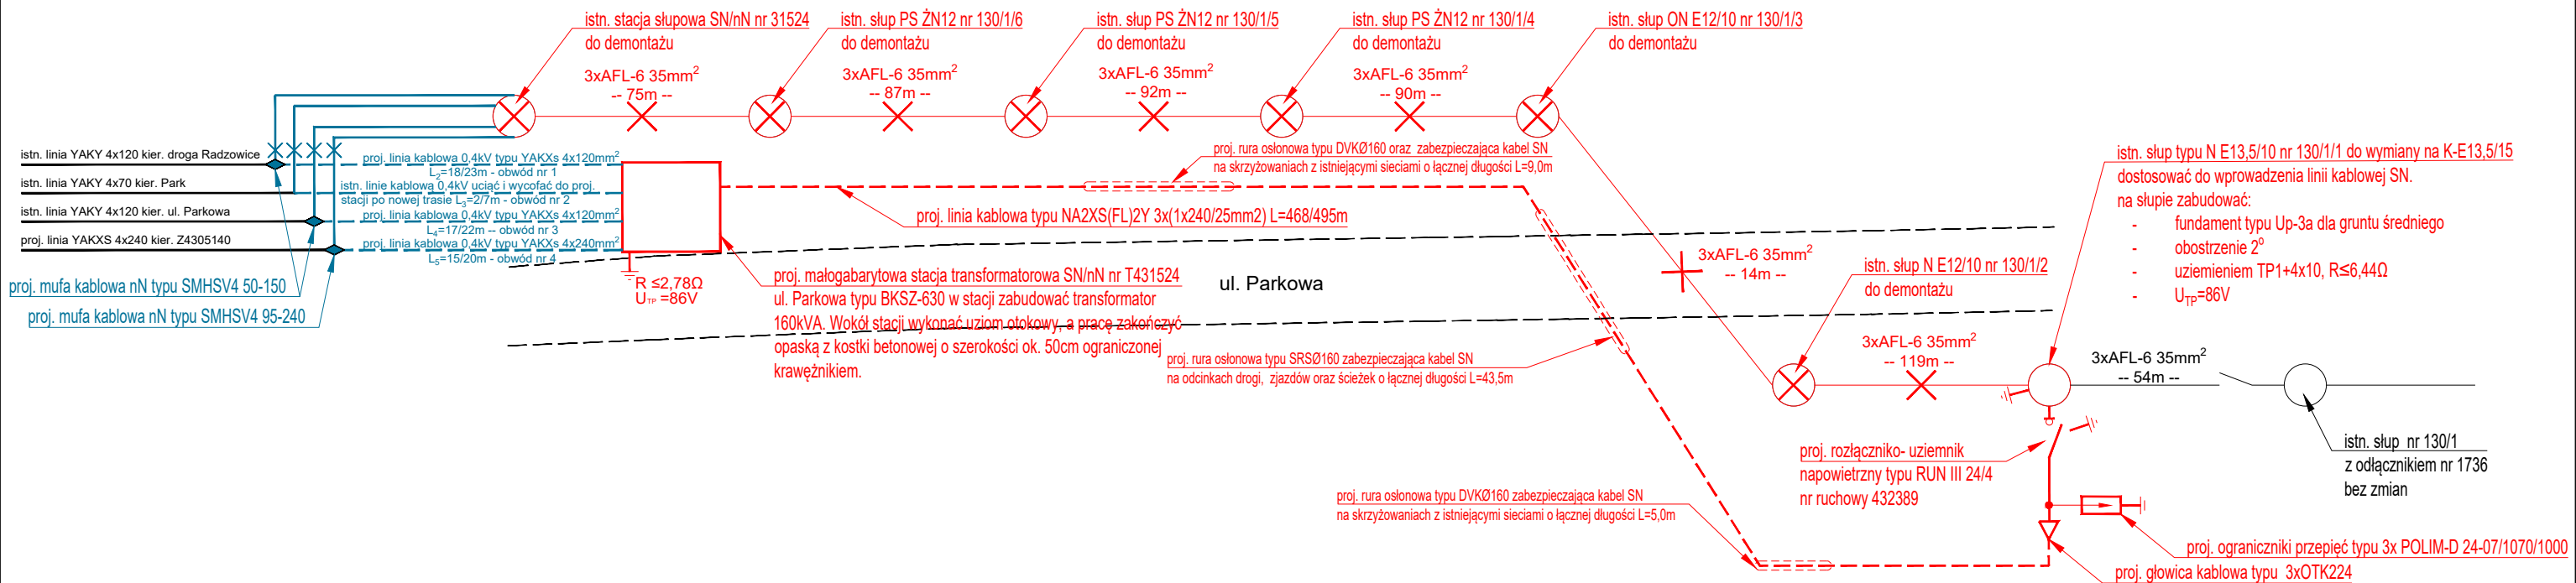 istn. stacja słupowa SN/nN nr 31524
do demontażu
istn. słup PS ŻN12 nr 130/1/6
do demontażu
istn. słup PS ŻN12 nr 130/1/5
do demontażu
istn. słup PS ŻN12 nr 130/1/4
do demontażu
istn. słup ON E12/10 nr 130/1/3
do demontażu
3xAFL-6 35mm²
-- 75m --
3xAFL-6 35mm²
-- 87m --
3xAFL-6 35mm²
-- 92m --
3xAFL-6 35mm²
-- 90m --
istn. linia YAKY 4x120 kier. droga Radzowice
istn. linia YAKY 4x70 kier. Park
istn. linia YAKY 4x120 kier. ul. Parkowa
proj. linia YAKXS 4x240 kier. Z4305140
proj. linia kablowa 0,4kV typu YAKXs 4x120mm²
L₂=18/23m - obwód nr 1
istn. linie kablowa 0,4kV uciąć i wycofać do proj.
stacji po nowej trasie L₃=2/7m - obwód nr 2
proj. linia kablowa 0,4kV typu YAKXs 4x120mm²
L₄=17/22m -- obwód nr 3
proj. linia kablowa 0,4kV typu YAKXs 4x240mm²
L₅=15/20m - obwód nr 4
proj. mufa kablowa nN typu SMHSV4 50-150
proj. mufa kablowa nN typu SMHSV4 95-240
R ≤2,78Ω
U_TP =86V
proj. rura osłonowa typu DVKØ160 oraz zabezpieczająca kabel SN
na skrzyżowaniach z istniejącymi sieciami o łącznej długości L=9,0m
proj. linia kablowa typu NA2XS(FL)2Y 3x(1x240/25mm2) L=468/495m
proj. małogabarytowa stacja transformatorowa SN/nN nr T431524
ul. Parkowa typu BKSZ-630 w stacji zabudować transformator
160kVA. Wokół stacji wykonać uziom otokowy, a pracę zakończyć
opaską z kostki betonowej o szerokości ok. 50cm ograniczonej
krawężnikiem.
ul. Parkowa
proj. rura osłonowa typu SRSØ160 zabezpieczająca kabel SN
na odcinkach drogi, zjazdów oraz ścieżek o łącznej długości L=43,5m
proj. rura osłonowa typu DVKØ160 zabezpieczająca kabel SN
na skrzyżowaniach z istniejącymi sieciami o łącznej długości L=5,0m
3xAFL-6 35mm²
-- 14m --
istn. słup N E12/10 nr 130/1/2
do demontażu
3xAFL-6 35mm²
-- 119m --
istn. słup typu N E13,5/10 nr 130/1/1 do wymiany na K-E13,5/15
dostosować do wprowadzenia linii kablowej SN.
na słupie zabudować:
- fundament typu Up-3a dla gruntu średniego
- obostrzenie 2⁰
- uziemieniem TP1+4x10, R≤6,44Ω
- U_TP=86V
3xAFL-6 35mm²
-- 54m --
istn. słup nr 130/1
z odłącznikiem nr 1736
bez zmian
proj. rozłączniko- uziemnik
napowietrzny typu RUN III 24/4
nr ruchowy 432389
proj. ograniczniki przepięć typu 3x POLIM-D 24-07/1070/1000
proj. głowica kablowa typu 3xOTK224